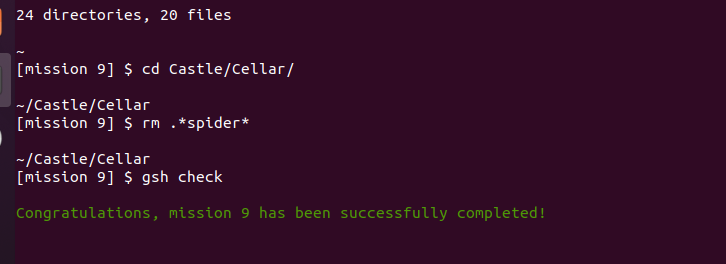 24 directories, 20 files
~
[mission 9] $ cd Castle/Cellar/
~/Castle/Cellar
[mission 9] $ rm .*spider*
~/Castle/Cellar
[mission 9] $ gsh check
Congratulations, mission 9 has been successfully completed!